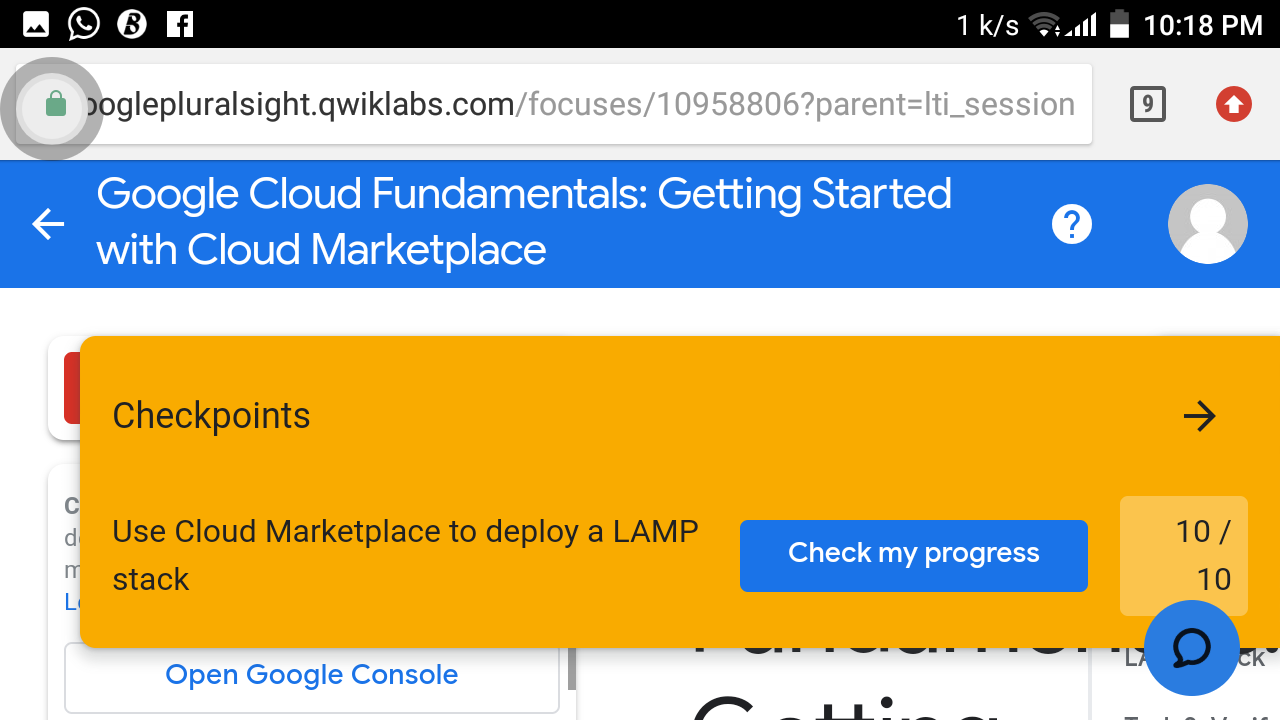 1 k/s 10:18 PM
ooglepluralsight.qwiklabs.com/focuses/10958806?parent=lti_session
9
Google Cloud Fundamentals: Getting Started
with Cloud Marketplace
?
Checkpoints
Use Cloud Marketplace to deploy a LAMP
stack
Check my progress
10 /
10
Open Google Console
Getting